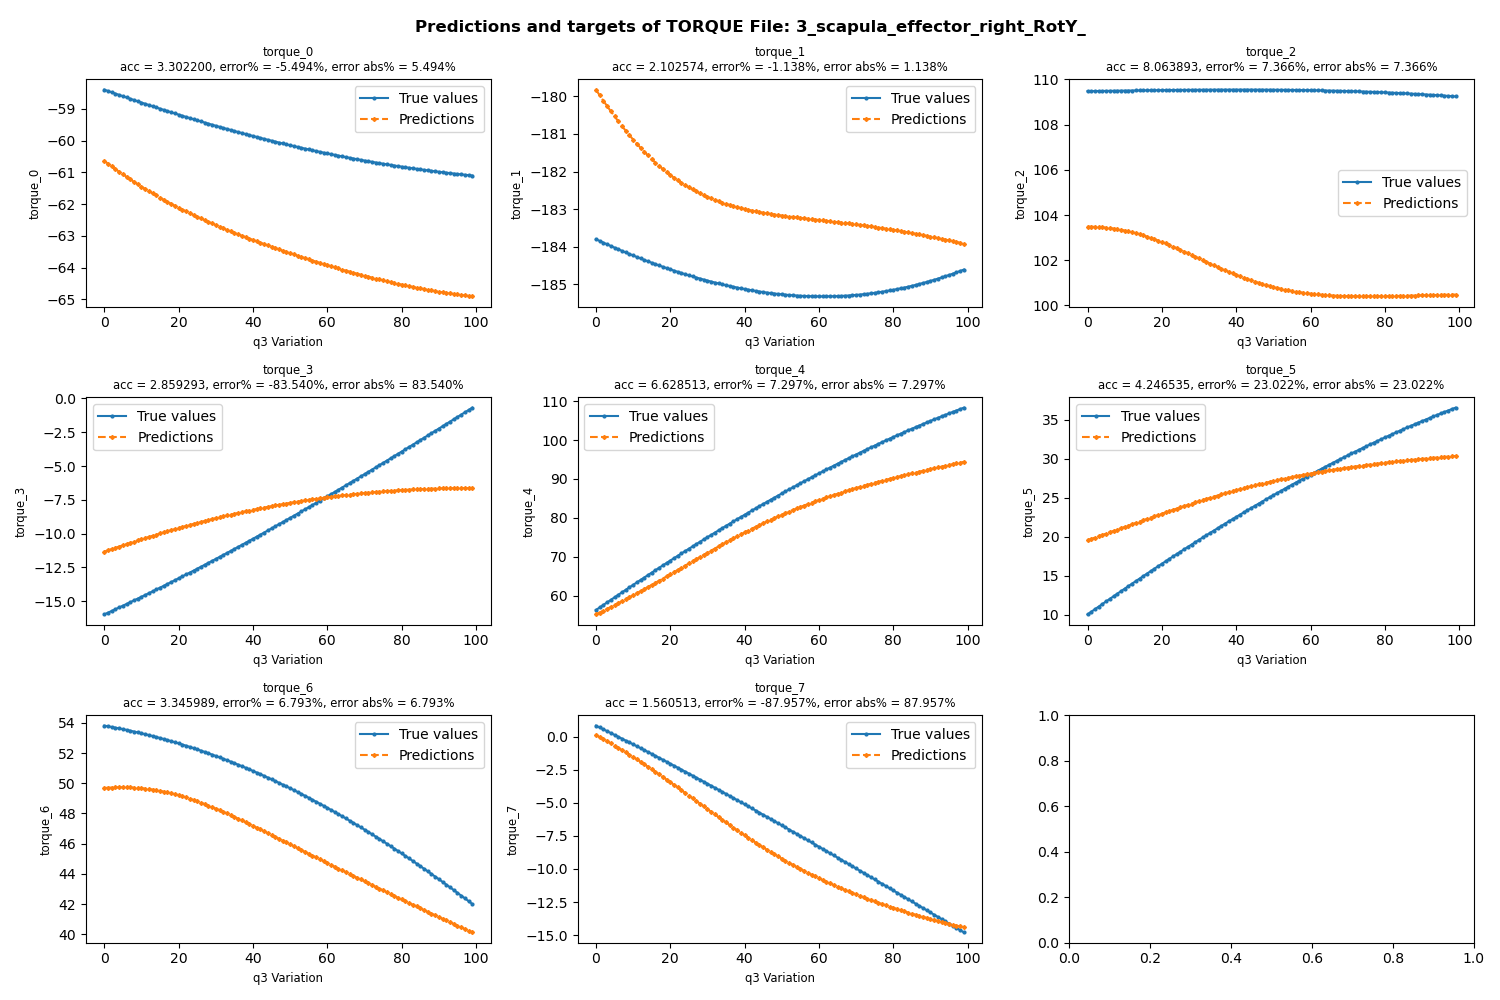 Predictions and targets of TORQUE File: 3_scapula_effector_right_RotY_
torque_0
acc = 3.302200, error% = -5.494%, error abs% = 5.494%
True values
Predictions
−59
−60
−61
−62
−63
−64
−65
torque_0
0 20 40 60 80 100
q3 Variation
torque_1
acc = 2.102574, error% = -1.138%, error abs% = 1.138%
True values
Predictions
−180
−181
−182
−183
−184
−185
torque_1
0 20 40 60 80 100
q3 Variation
torque_2
acc = 8.063893, error% = 7.366%, error abs% = 7.366%
True values
Predictions
110
108
106
104
102
100
torque_2
0 20 40 60 80 100
q3 Variation
torque_3
acc = 2.859293, error% = -83.540%, error abs% = 83.540%
True values
Predictions
0.0
−2.5
−5.0
−7.5
−10.0
−12.5
−15.0
torque_3
0 20 40 60 80 100
q3 Variation
torque_4
acc = 6.628513, error% = 7.297%, error abs% = 7.297%
True values
Predictions
110
100
90
80
70
60
torque_4
0 20 40 60 80 100
q3 Variation
torque_5
acc = 4.246535, error% = 23.022%, error abs% = 23.022%
True values
Predictions
35
30
25
20
15
10
torque_5
0 20 40 60 80 100
q3 Variation
torque_6
acc = 3.345989, error% = 6.793%, error abs% = 6.793%
True values
Predictions
54
52
50
48
46
44
42
40
torque_6
0 20 40 60 80 100
q3 Variation
torque_7
acc = 1.560513, error% = -87.957%, error abs% = 87.957%
True values
Predictions
0.0
−2.5
−5.0
−7.5
−10.0
−12.5
−15.0
torque_7
0 20 40 60 80 100
q3 Variation
1.0
0.8
0.6
0.4
0.2
0.0
0.0 0.2 0.4 0.6 0.8 1.0